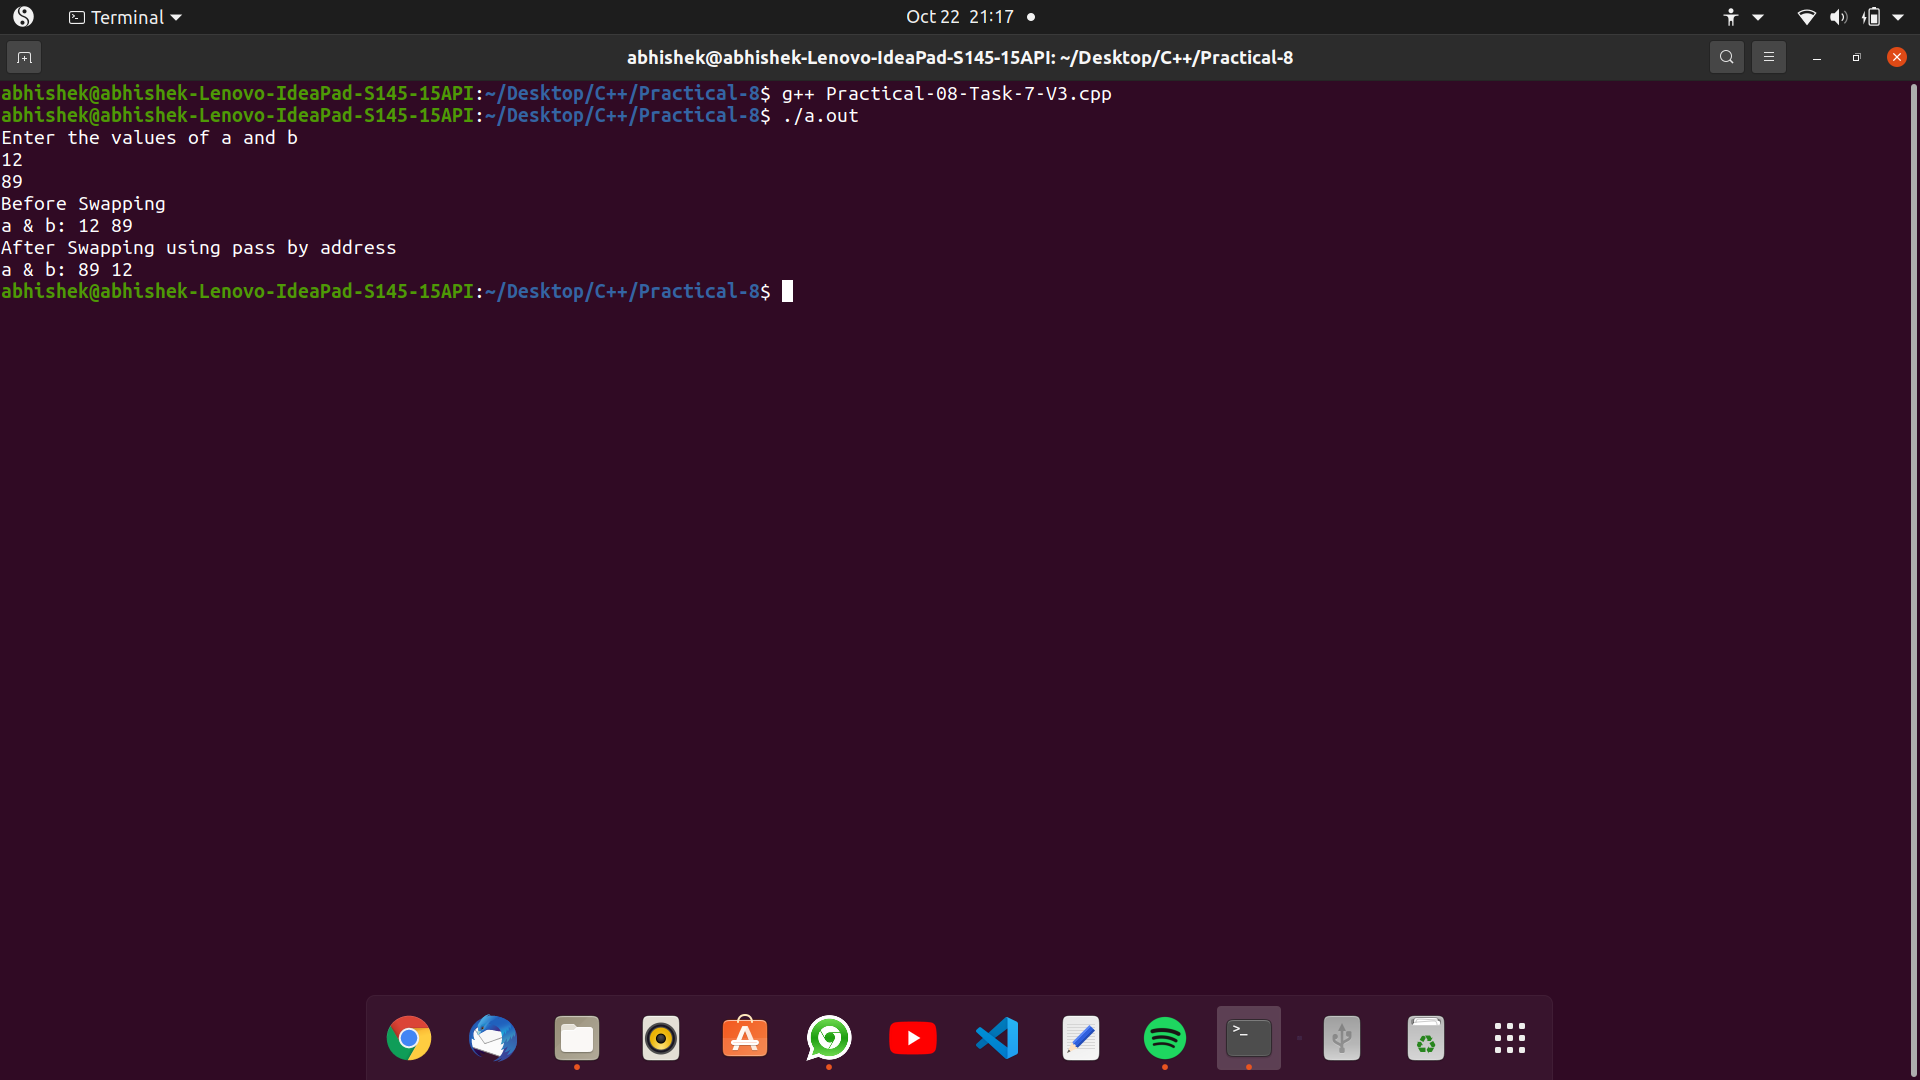 Terminal
Oct 22 21:17
abhishek@abhishek-Lenovo-IdeaPad-S145-15API: ~/Desktop/C++/Practical-8
abhishek@abhishek-Lenovo-IdeaPad-S145-15API:~/Desktop/C++/Practical-8$ g++ Practical-08-Task-7-V3.cpp
abhishek@abhishek-Lenovo-IdeaPad-S145-15API:~/Desktop/C++/Practical-8$ ./a.out
Enter the values of a and b
12
89
Before Swapping
a & b: 12 89
After Swapping using pass by address
a & b: 89 12
abhishek@abhishek-Lenovo-IdeaPad-S145-15API:~/Desktop/C++/Practical-8$